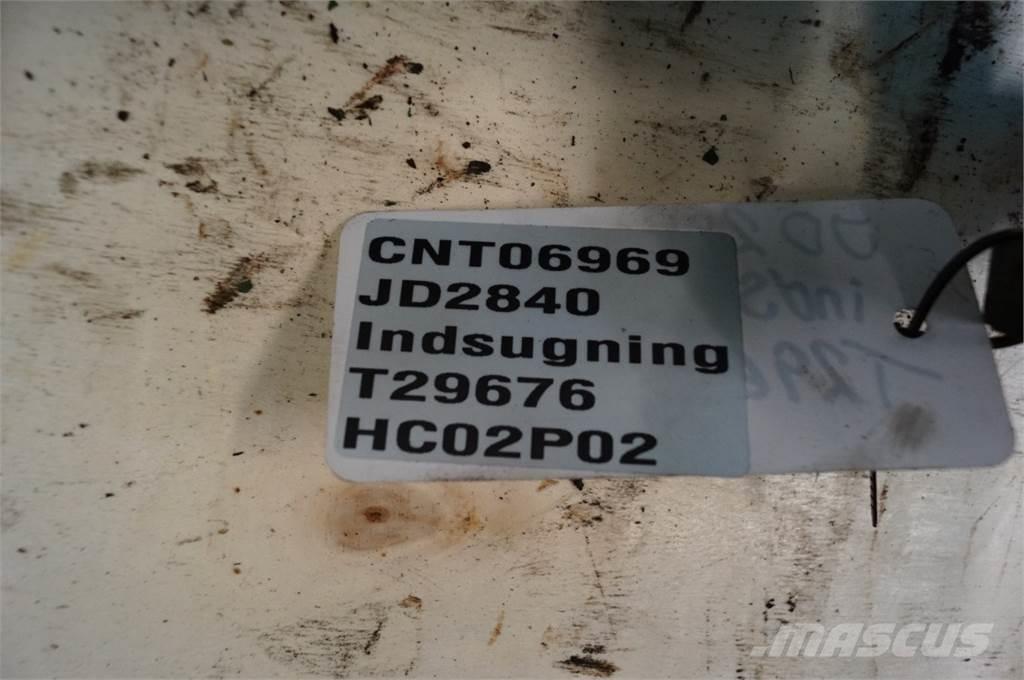 CNT06969
JD2840
Indsugning
T29676
HC02P02
MASCUS